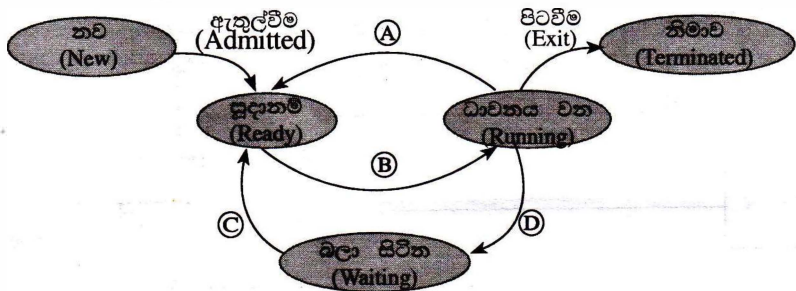 නව
(New)
ඇතුල්වීම
(Admitted)
Ⓐ
පිටවීම
(Exit)
නිමාව
(Terminated)
සූදානම්
(Ready)
ධාවනය වන
(Running)
Ⓑ
Ⓒ
Ⓓ
බලා සිටින
(Waiting)